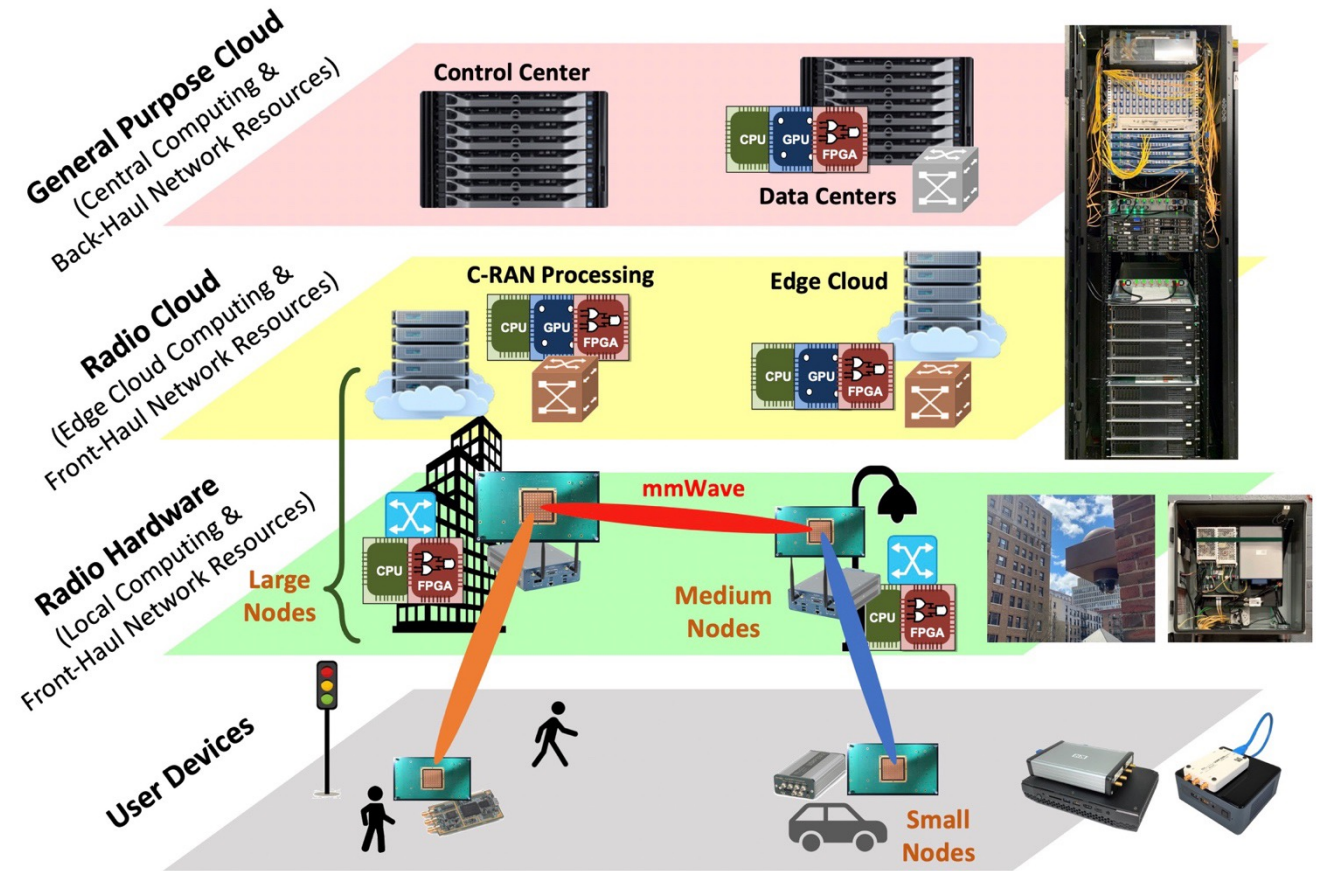 General Purpose Cloud
(Central Computing &
Back-Haul Network Resources)
Control Center
CPU
GPU
FPGA
Data Centers
Radio Cloud
(Edge Cloud Computing &
Front-Haul Network Resources)
C-RAN Processing
CPU
GPU
FPGA
Edge Cloud
CPU
GPU
FPGA
Radio Hardware
(Local Computing &
Front-Haul Network Resources)
Large
Nodes
CPU
FPGA
mmWave
Medium
Nodes
CPU
FPGA
User Devices
Small
Nodes